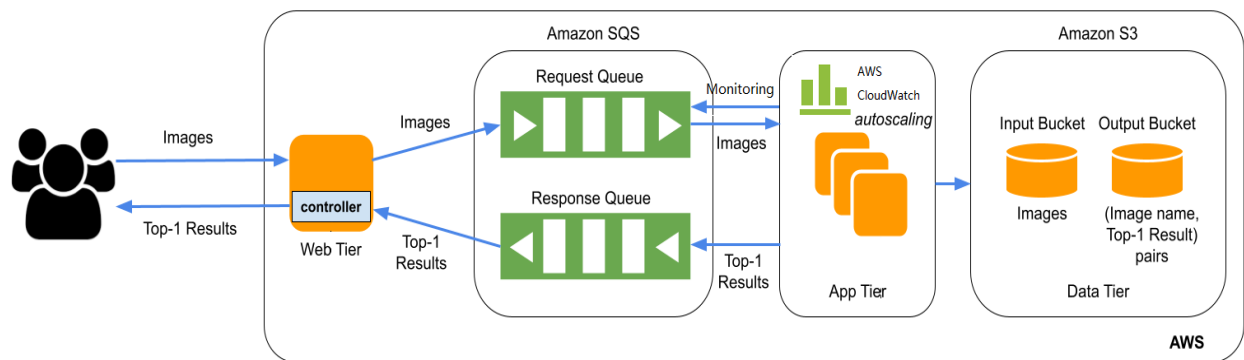 Amazon SQS
Amazon S3
Request Queue
Monitoring
AWS
CloudWatch
autoscaling
Images
Images
Images
Input Bucket
Output Bucket
controller
Top-1 Results
Web Tier
Response Queue
Top-1
Results
Top-1
Results
App Tier
Images
(Image name,
Top-1 Result)
pairs
Data Tier
AWS